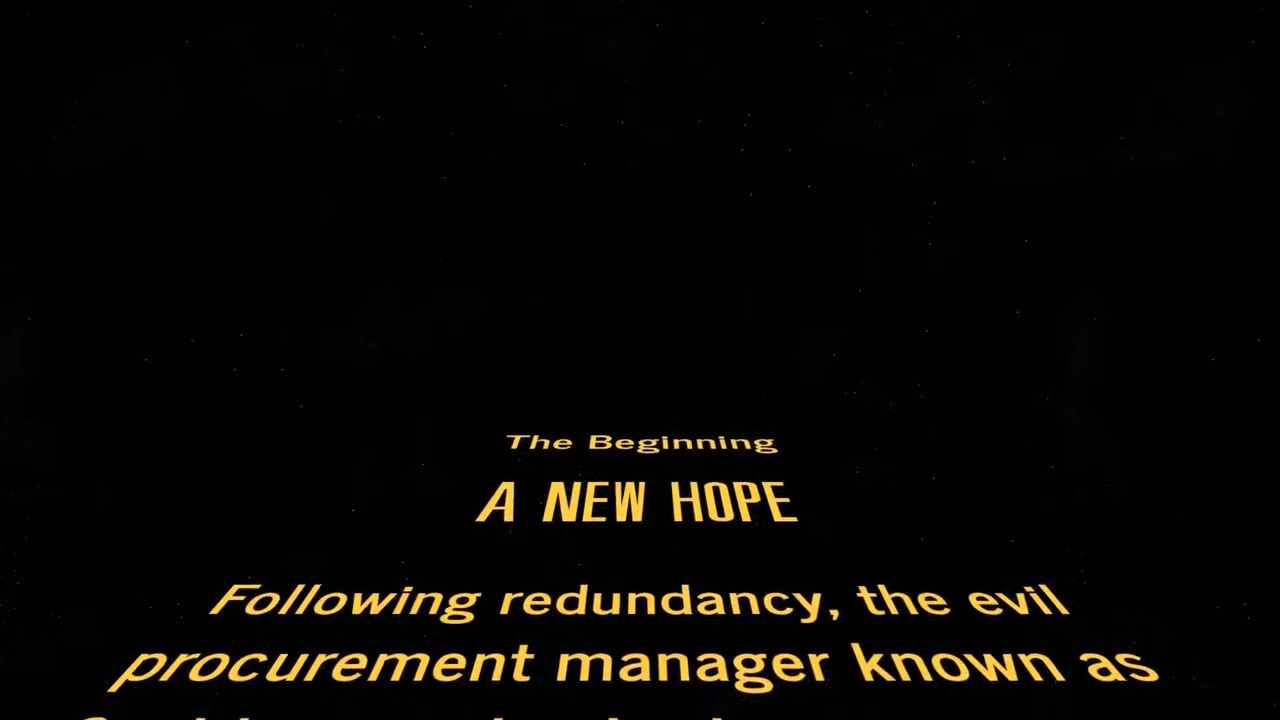 The Beginning
A NEW HOPE
Following redundancy, the evil
procurement manager known as